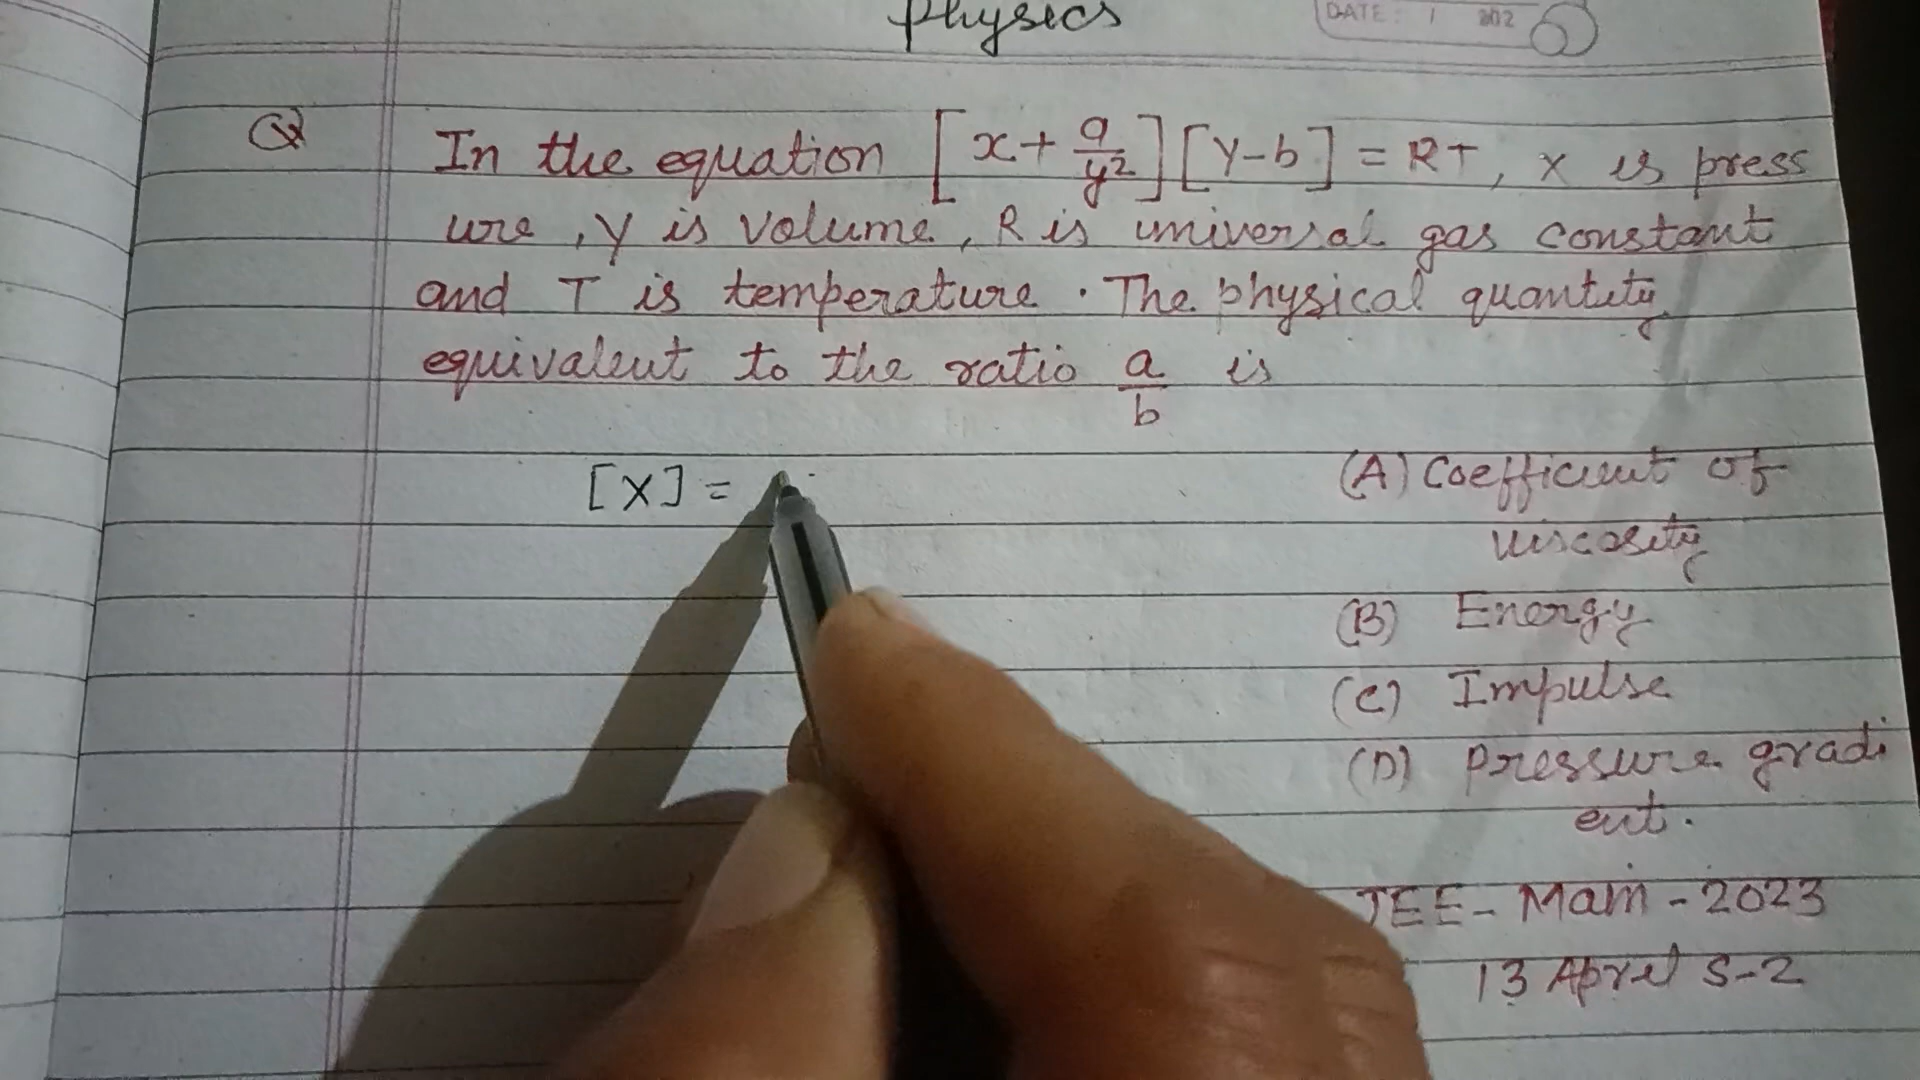 Physics
DATE: 1 202
Q In the equation [x + a/y²] [Y-b] = RT, X is press
ure, Y is volume, R is universal gas constant
and T is temperature. The physical quantity
equivalent to the ratio a/b is
[X] =
(A) Coefficient of
viscosity
(B) Energy
(C) Impulse
(D) Pressure gradi
ent.
JEE-Main-2023
13 April S-2